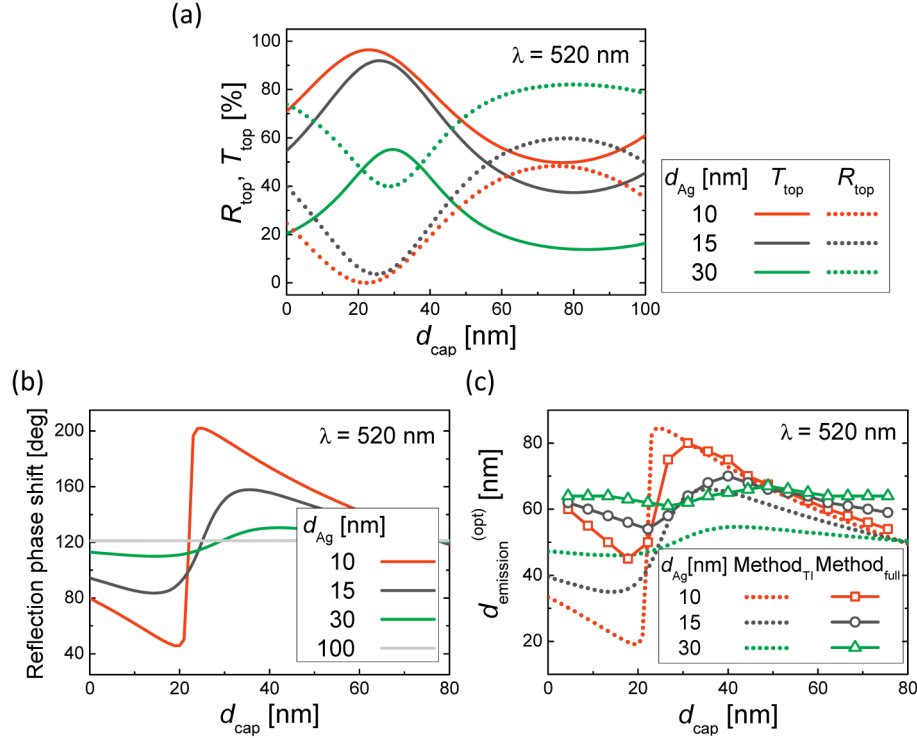 (a)
λ = 520 nm
R_top, T_top [%]
100
80
60
40
20
0
0 20 40 60 80 100
d_cap [nm]
d_Ag [nm] T_top R_top
10
15
30
(b)
λ = 520 nm
Reflection phase shift [deg]
200
160
120
80
40
0 20 40 60 80
d_cap [nm]
d_Ag [nm]
10
15
30
100
(c)
λ = 520 nm
d_emission^(opt) [nm]
80
60
40
20
0 20 40 60 80
d_cap [nm]
d_Ag[nm] Method_TI Method_full
10
15
30